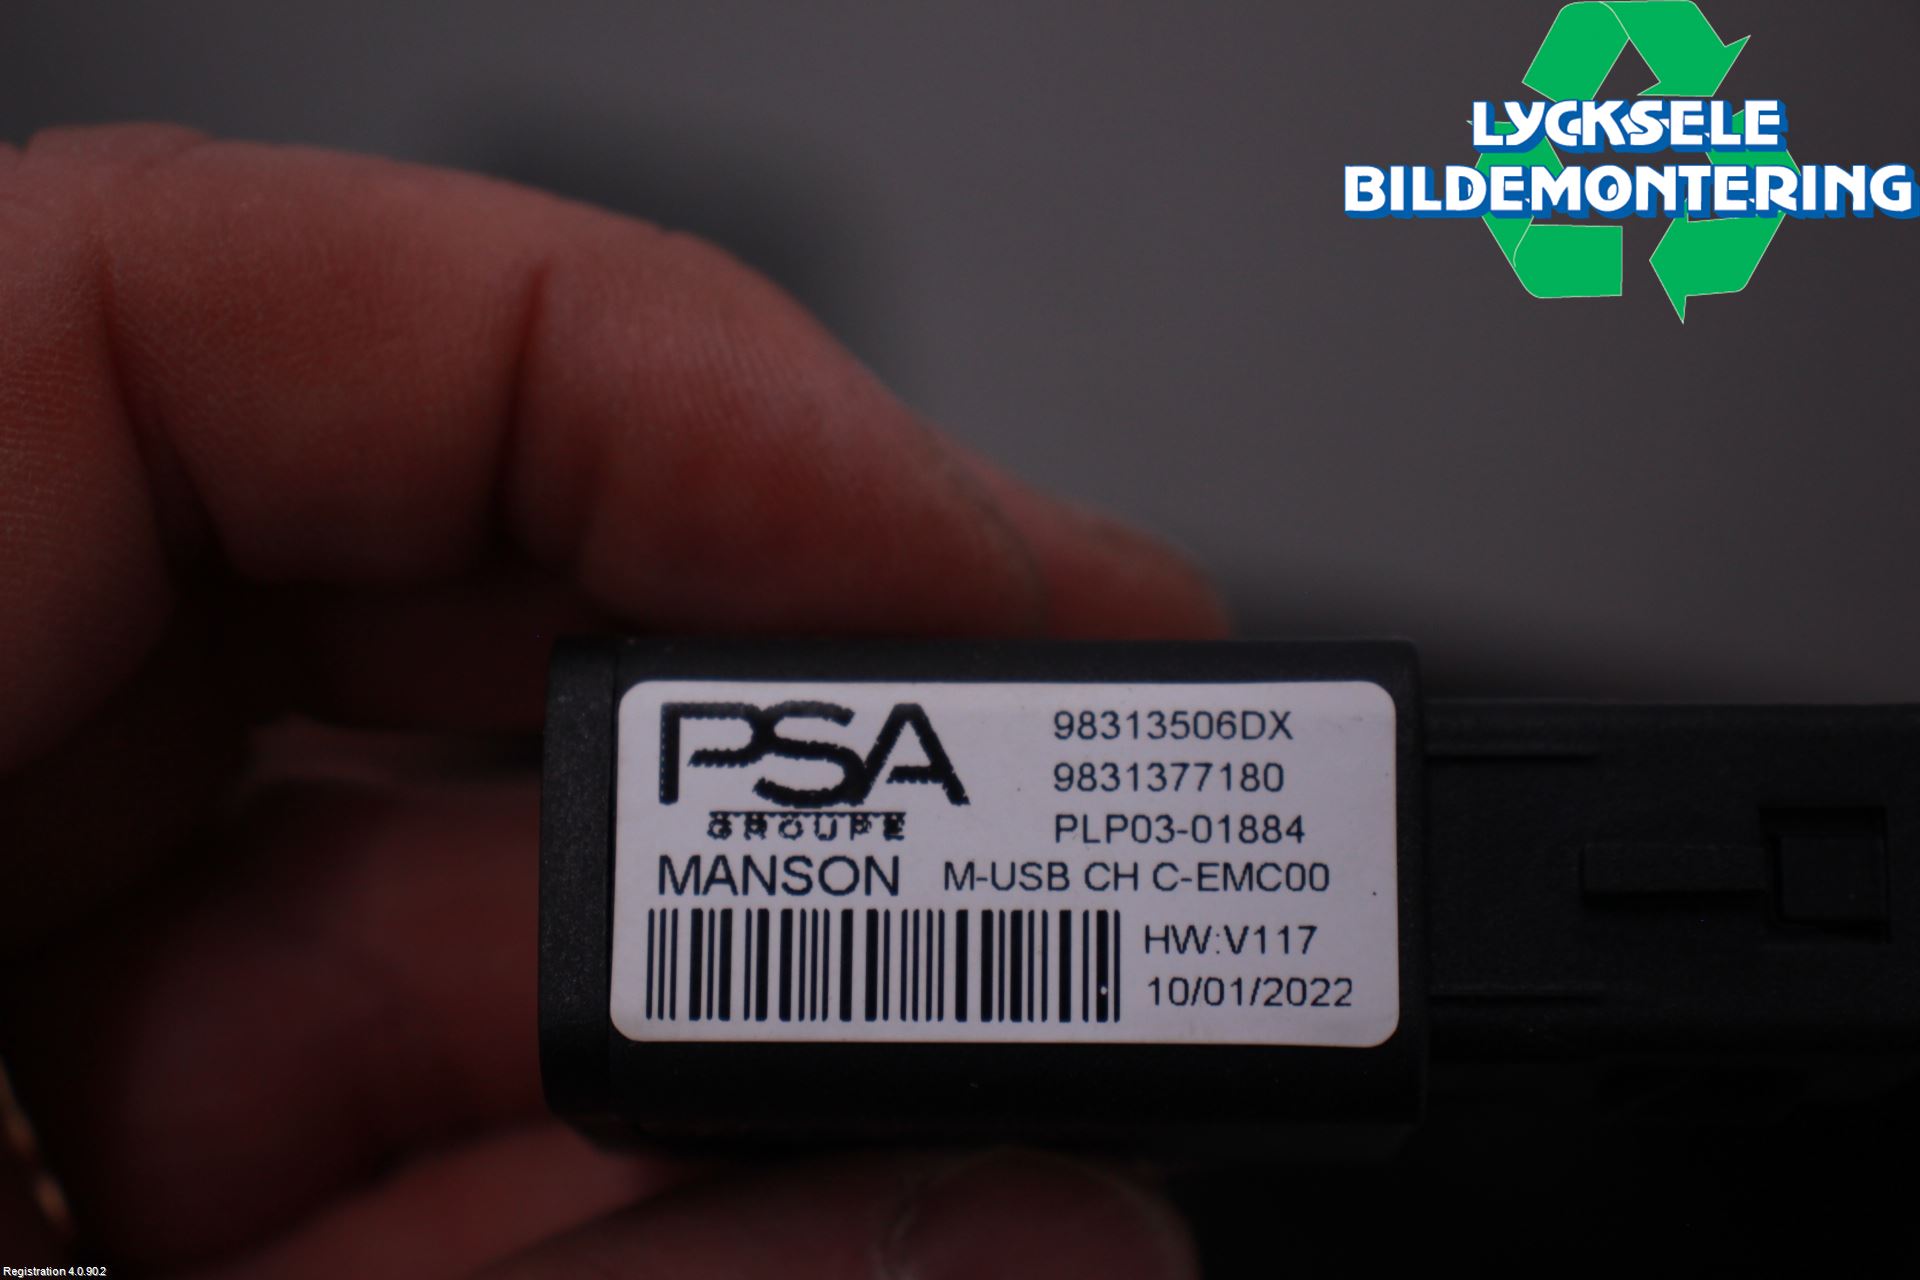 LYCKSELE
BILDEMONTERING
PSA
GROUPE
98313506DX
9831377180
PLP03-01884
MANSON M-USB CH C-EMC00
HW:V117
10/01/2022
Registration 4.0.90.2